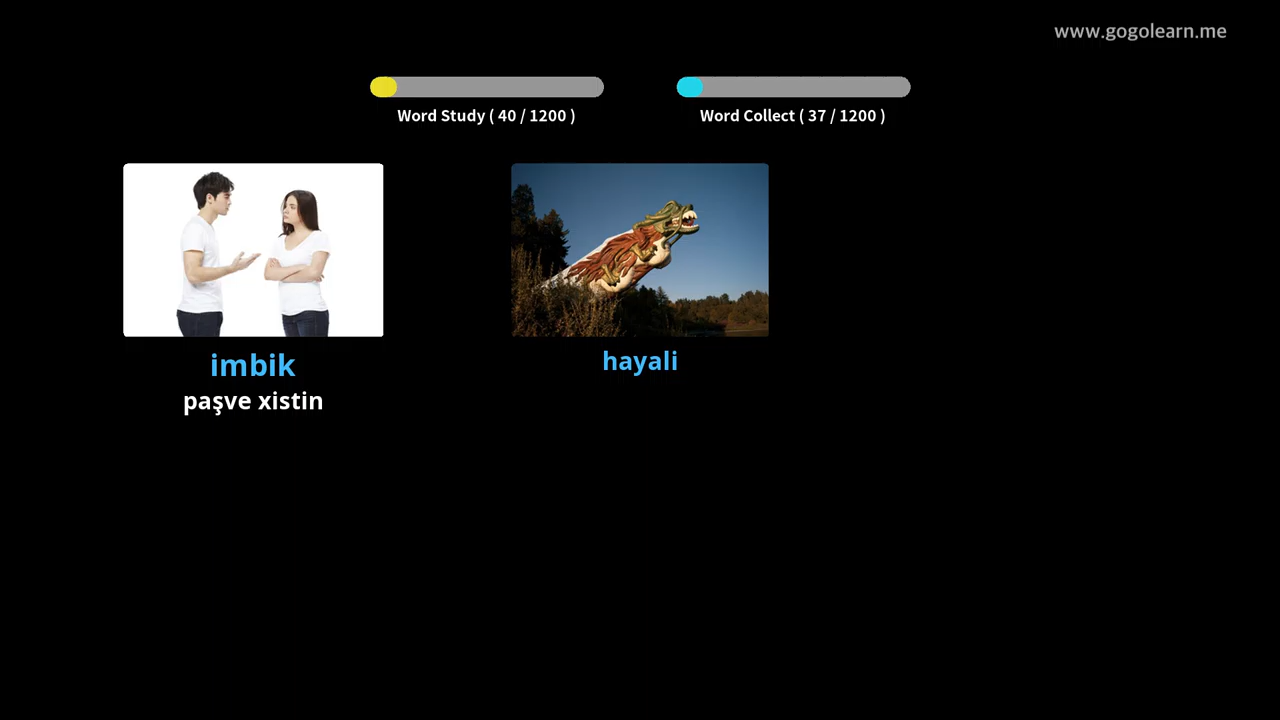 www.gogolearn.me
Word Study ( 40 / 1200 )
Word Collect ( 37 / 1200 )
imbik
paşve xistin
hayali